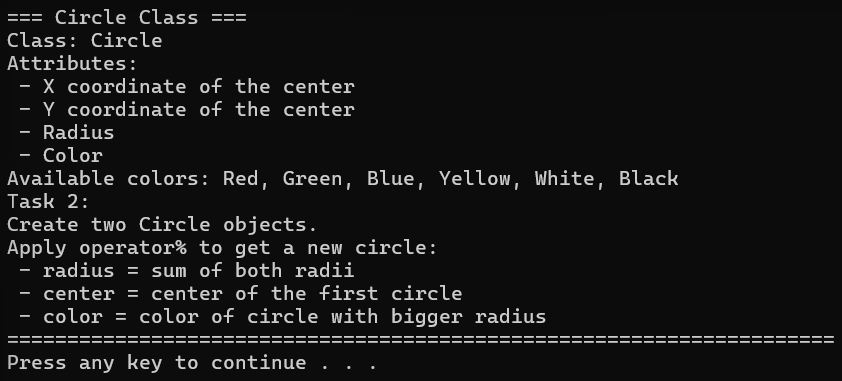 === Circle Class ===
Class: Circle
Attributes:
 - X coordinate of the center
 - Y coordinate of the center
 - Radius
 - Color
Available colors: Red, Green, Blue, Yellow, White, Black
Task 2:
Create two Circle objects.
Apply operator% to get a new circle:
 - radius = sum of both radii
 - center = center of the first circle
 - color = color of circle with bigger radius
=====================================================================
Press any key to continue . . .